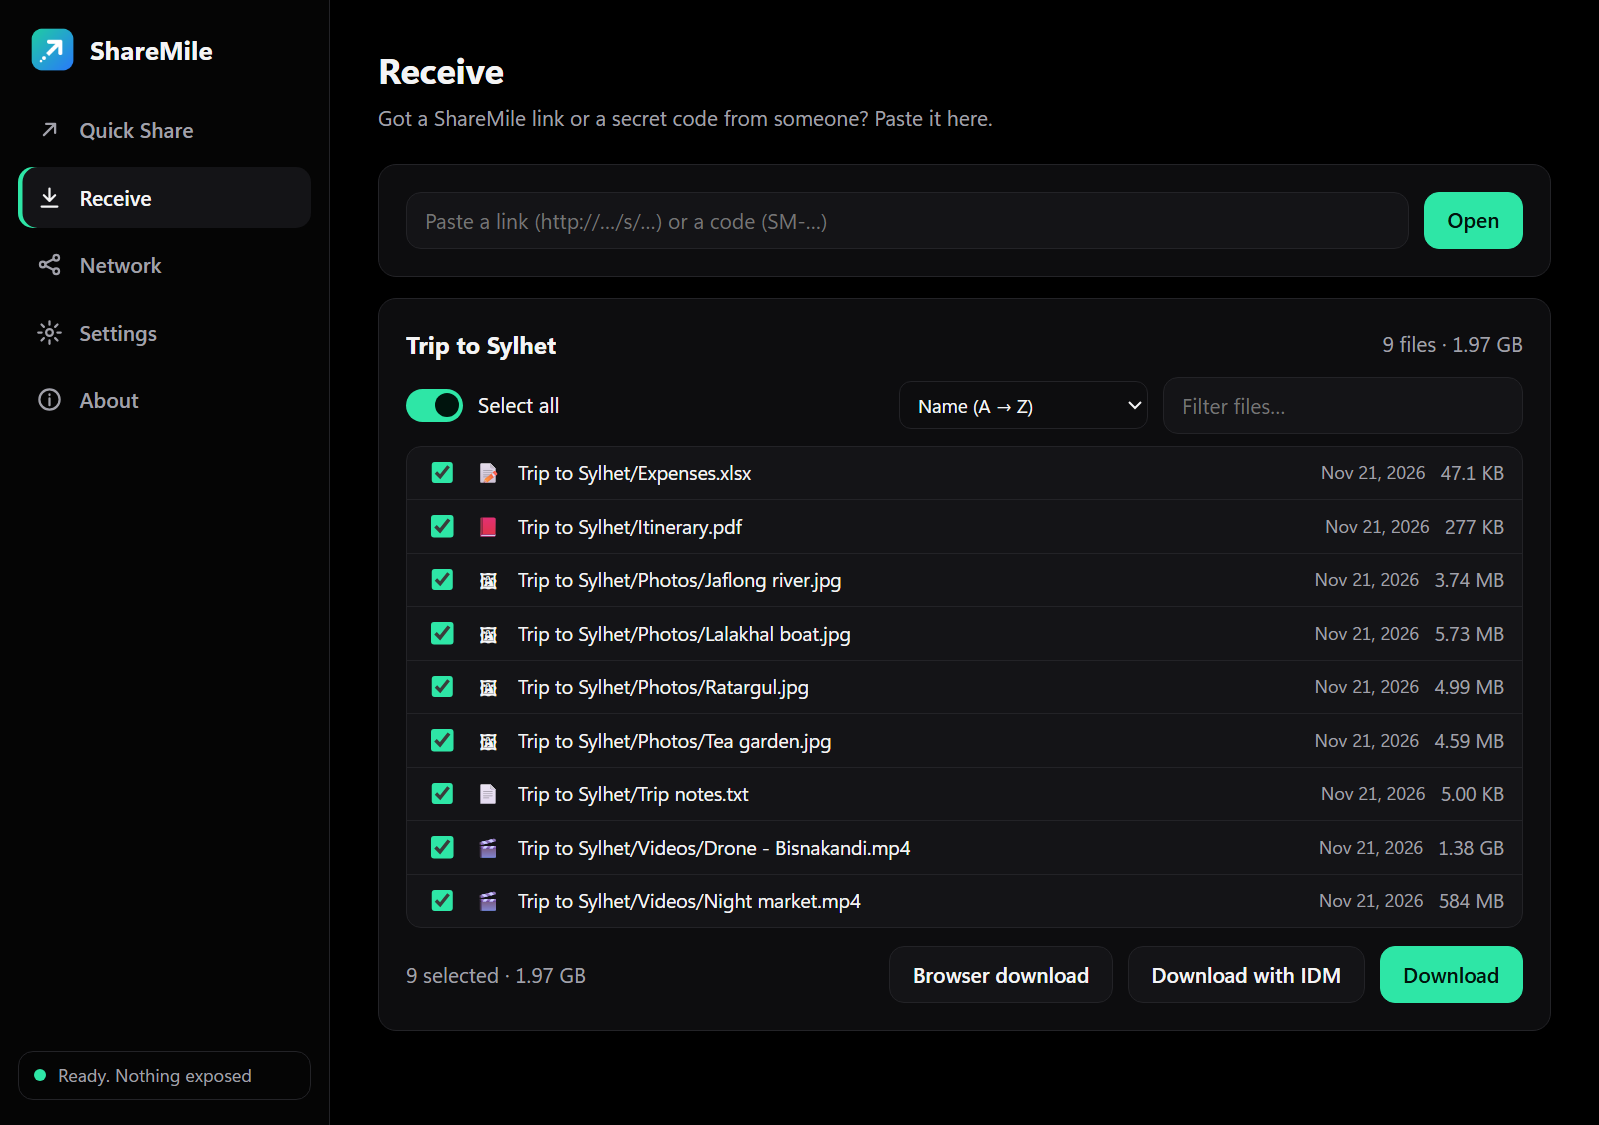 ShareMile
Quick Share
Receive
Network
Settings
About
Ready. Nothing exposed
Receive
Got a ShareMile link or a secret code from someone? Paste it here.
Paste a link (http://.../s/...) or a code (SM-...)
Open
Trip to Sylhet
9 files · 1.97 GB
Select all
Name (A → Z)
Filter files...
Trip to Sylhet/Expenses.xlsx Nov 21, 2026 47.1 KB
Trip to Sylhet/Itinerary.pdf Nov 21, 2026 277 KB
Trip to Sylhet/Photos/Jaflong river.jpg Nov 21, 2026 3.74 MB
Trip to Sylhet/Photos/Lalakhal boat.jpg Nov 21, 2026 5.73 MB
Trip to Sylhet/Photos/Ratargul.jpg Nov 21, 2026 4.99 MB
Trip to Sylhet/Photos/Tea garden.jpg Nov 21, 2026 4.59 MB
Trip to Sylhet/Trip notes.txt Nov 21, 2026 5.00 KB
Trip to Sylhet/Videos/Drone - Bisnakandi.mp4 Nov 21, 2026 1.38 GB
Trip to Sylhet/Videos/Night market.mp4 Nov 21, 2026 584 MB
9 selected · 1.97 GB
Browser download
Download with IDM
Download